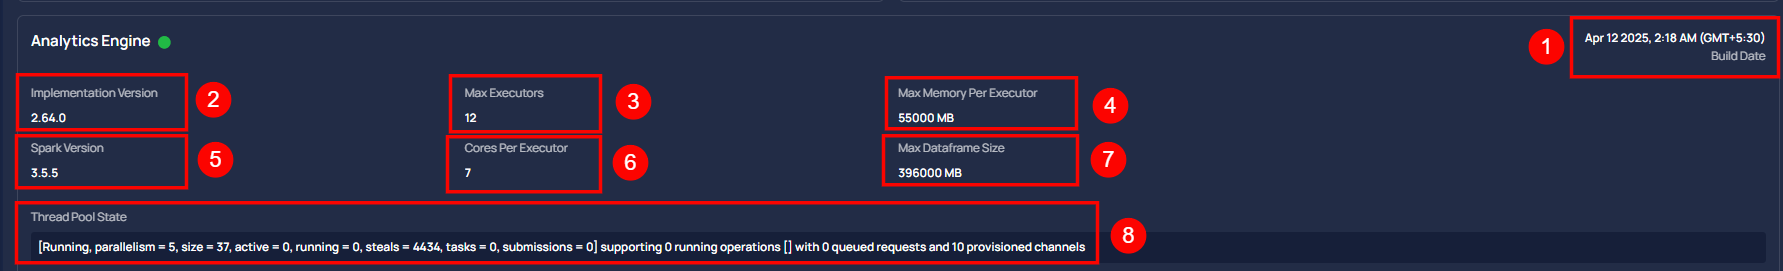 Analytics Engine
Apr 12 2025, 2:18 AM (GMT+5:30)
1
Build Date
Implementation Version
2
Max Executors
3
Max Memory Per Executor
4
2.64.0
12
55000 MB
Spark Version
5
Cores Per Executor
6
Max Dataframe Size
7
3.5.5
7
396000 MB
Thread Pool State
8
[Running, parallelism = 5, size = 37, active = 0, running = 0, steals = 4434, tasks = 0, submissions = 0] supporting 0 running operations [] with 0 queued requests and 10 provisioned channels